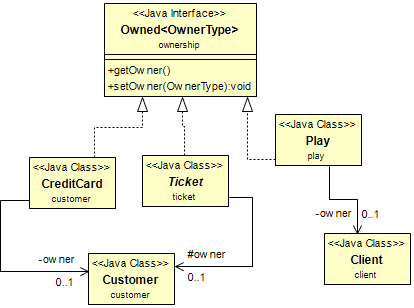 <<Java Interface>>
Owned<OwnerType>
ownership
+getOwner()
+setOwner(OwnerType):void
<<Java Class>>
CreditCard
customer
<<Java Class>>
Ticket
ticket
<<Java Class>>
Play
play
-owner
0..1
#owner
0..1
-owner
0..1
<<Java Class>>
Customer
customer
<<Java Class>>
Client
client